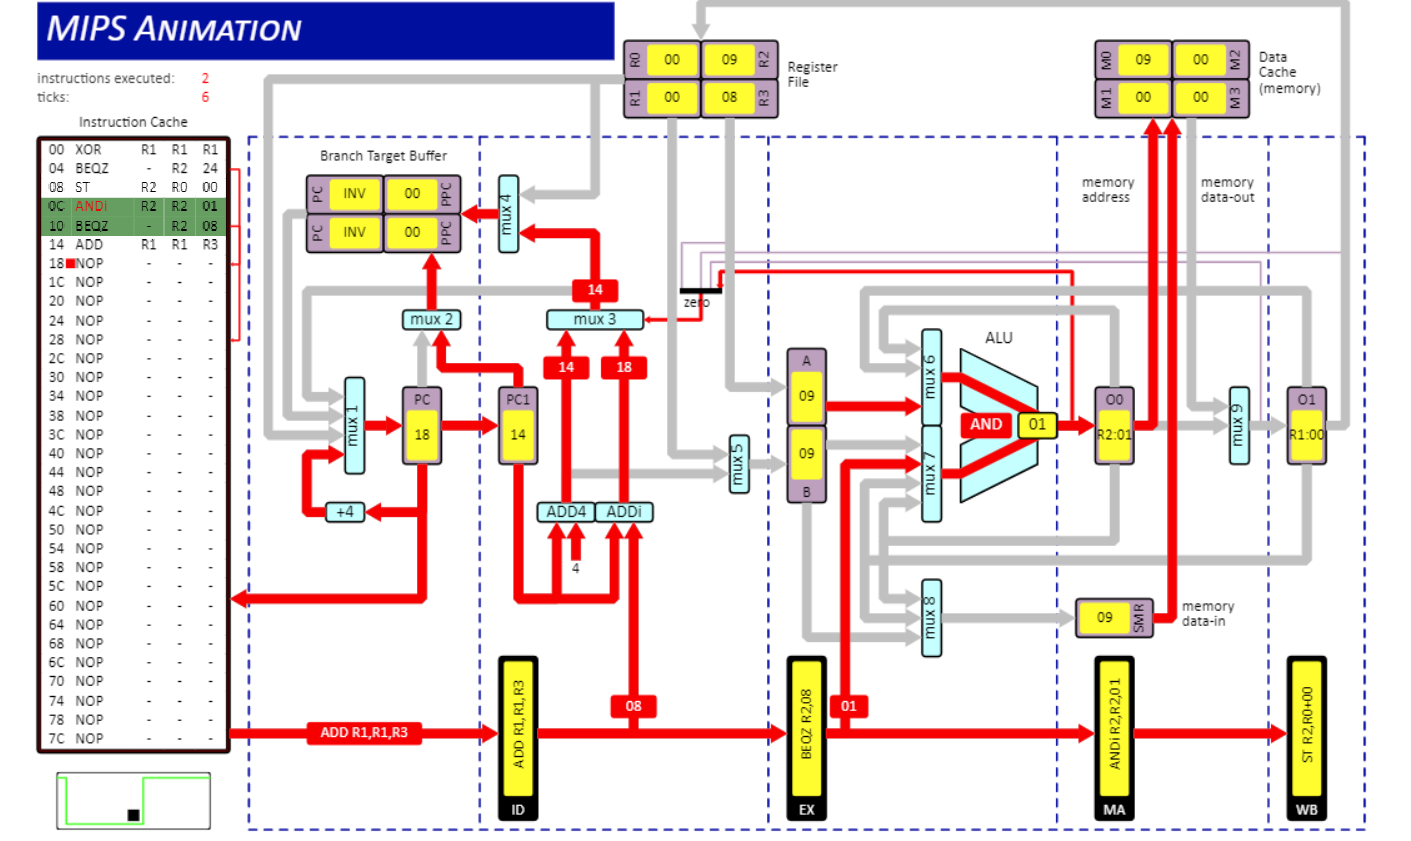 MIPS ANIMATION
instructions executed: 2
ticks: 6
Instruction Cache
00 XOR R1 R1 R1
04 BEQZ - R2 24
08 ST R2 R0 00
0C ANDi R2 R2 01
10 BEQZ - R2 08
14 ADD R1 R1 R3
18 NOP - - -
1C NOP - - -
20 NOP - - -
24 NOP - - -
28 NOP - - -
2C NOP - - -
30 NOP - - -
34 NOP - - -
38 NOP - - -
3C NOP - - -
40 NOP - - -
44 NOP - - -
48 NOP - - -
4C NOP - - -
50 NOP - - -
54 NOP - - -
58 NOP - - -
5C NOP - - -
60 NOP - - -
64 NOP - - -
68 NOP - - -
6C NOP - - -
70 NOP - - -
74 NOP - - -
78 NOP - - -
7C NOP - - -
R0 00 09 R2
R1 00 08 R3
Register
File
M0 09 00 M2
M1 00 00 M3
Data
Cache
(memory)
Branch Target Buffer
PC INV 00 PPC
PC INV 00 PPC
mux 4
memory
address
memory
data-out
14
zero
mux 2
mux 3
14
18
mux 1
PC
18
PC1
14
+4
ADD4
ADDi
4
mux 5
A
09
09
B
mux 6
mux 7
ALU
AND
01
O0
R2:01
mux 9
O1
R1:00
mux 8
09 SMR
memory
data-in
ADD R1,R1,R3
ADD R1,R1,R3
ID
08
BEQZ R2,08
EX
01
ANDi R2,R2,01
MA
ST R2,R0+00
WB